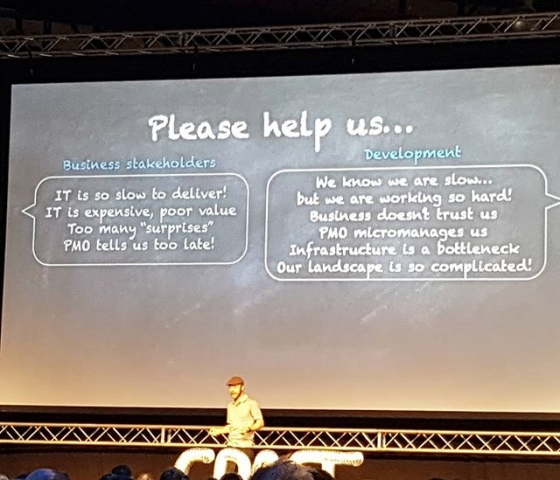 Please help us...
Business stakeholders
IT is so slow to deliver!
IT is expensive, poor value
Too many "surprises"
PMO tells us too late!
Development
We know we are slow...
but we are working so hard!
Business doesn't trust us
PMO micromanages us
Infrastructure is a bottleneck
Our landscape is so complicated!